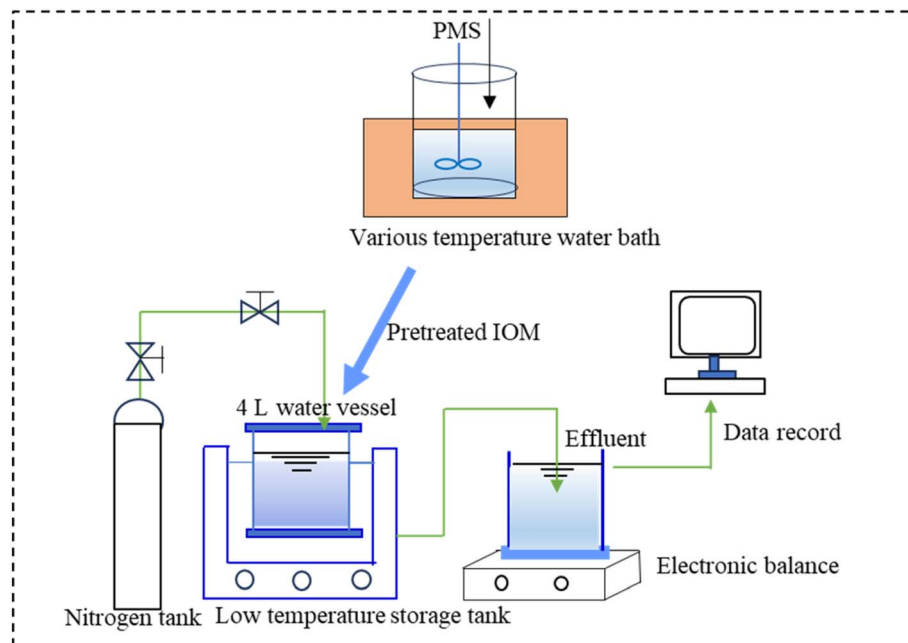 PMS
Various temperature water bath
Pretreated IOM
4 L water vessel
Effluent
Data record
Electronic balance
Nitrogen tank
Low temperature storage tank